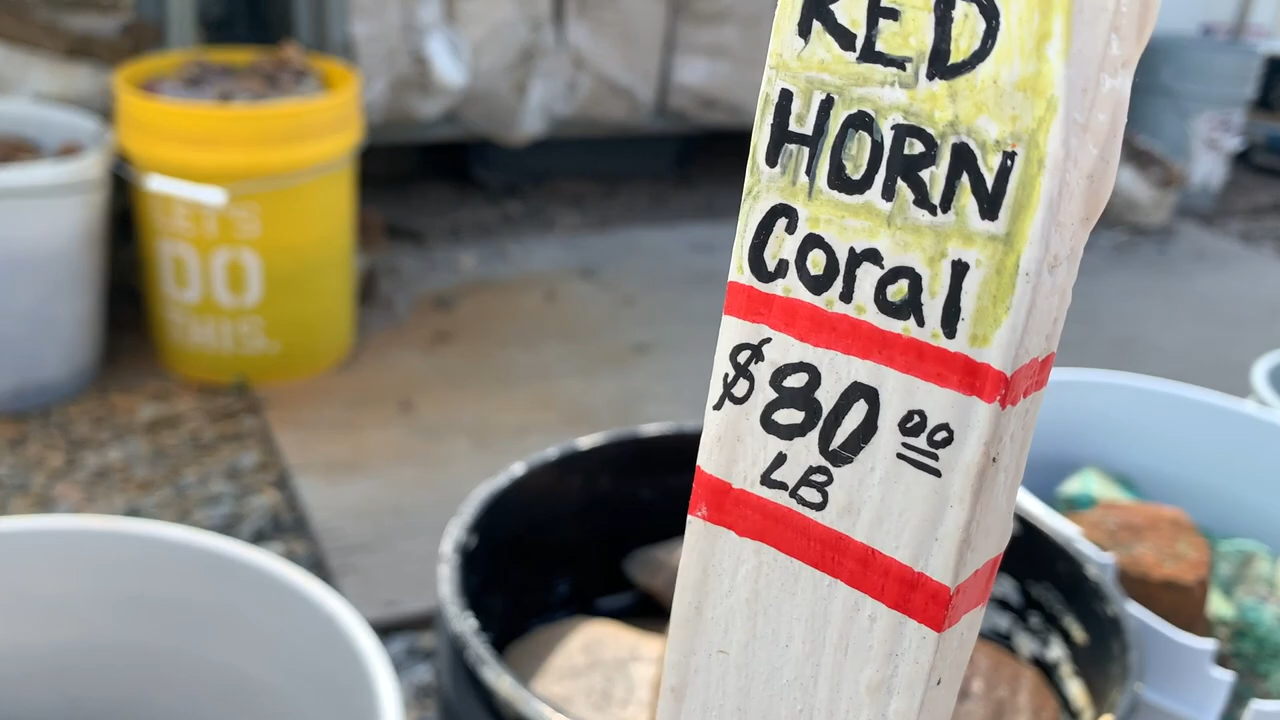 RED
HORN
Coral
$80.00
LB
LET'S
DO
THIS.